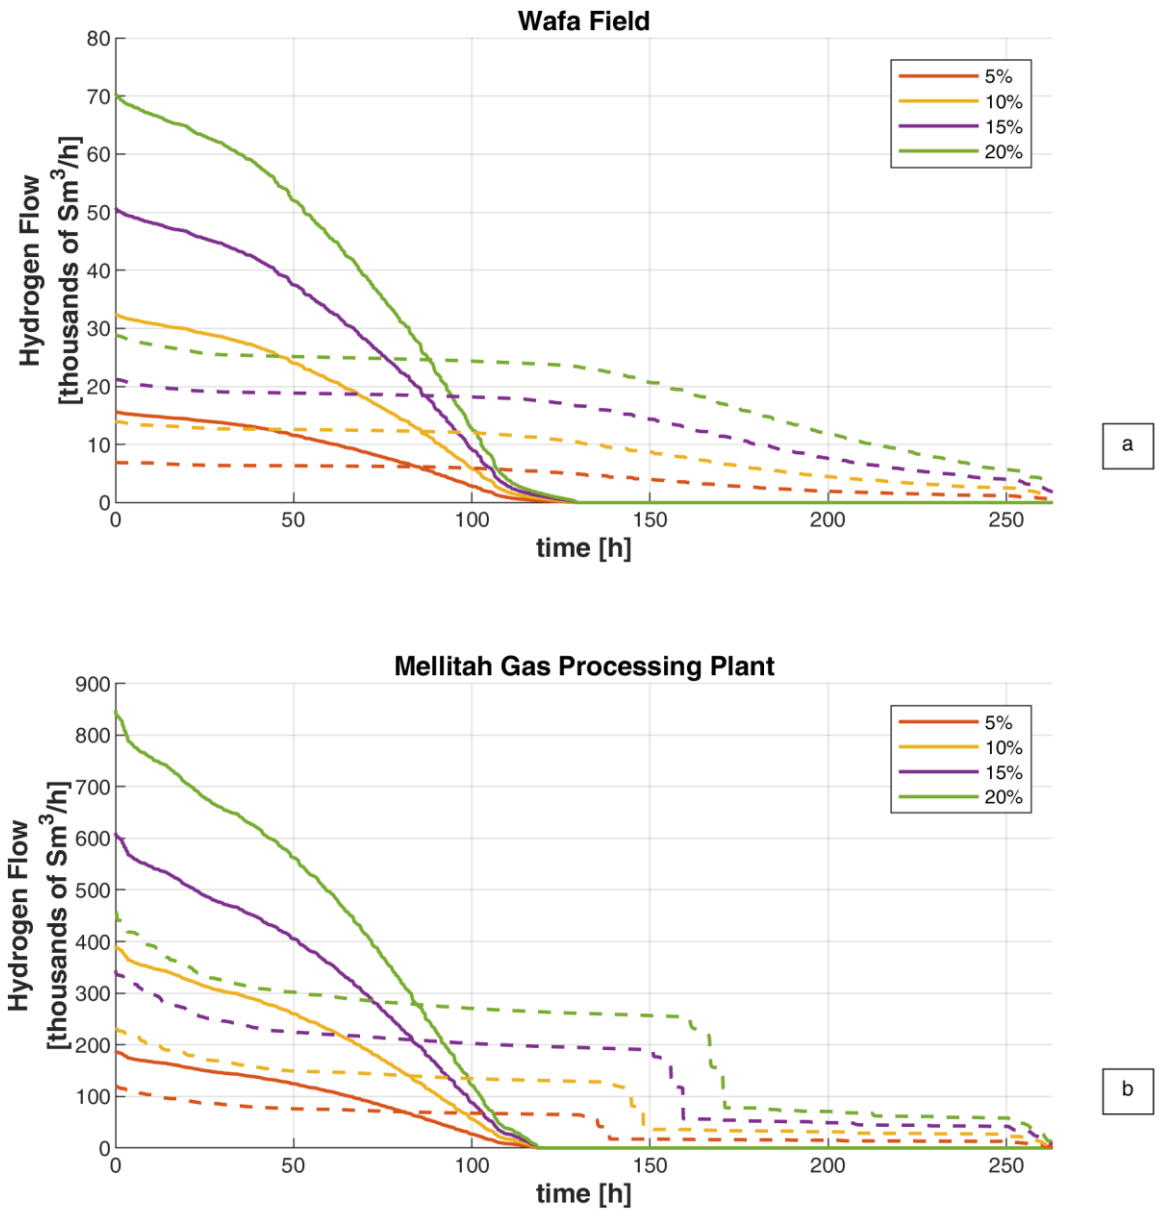 Wafa Field
Hydrogen Flow
[thousands of Sm³/h]
80
70
60
50
40
30
20
10
0
5%
10%
15%
20%
a
0 50 100 150 200 250
time [h]
Mellitah Gas Processing Plant
Hydrogen Flow
[thousands of Sm³/h]
900
800
700
600
500
400
300
200
100
0
5%
10%
15%
20%
b
0 50 100 150 200 250
time [h]